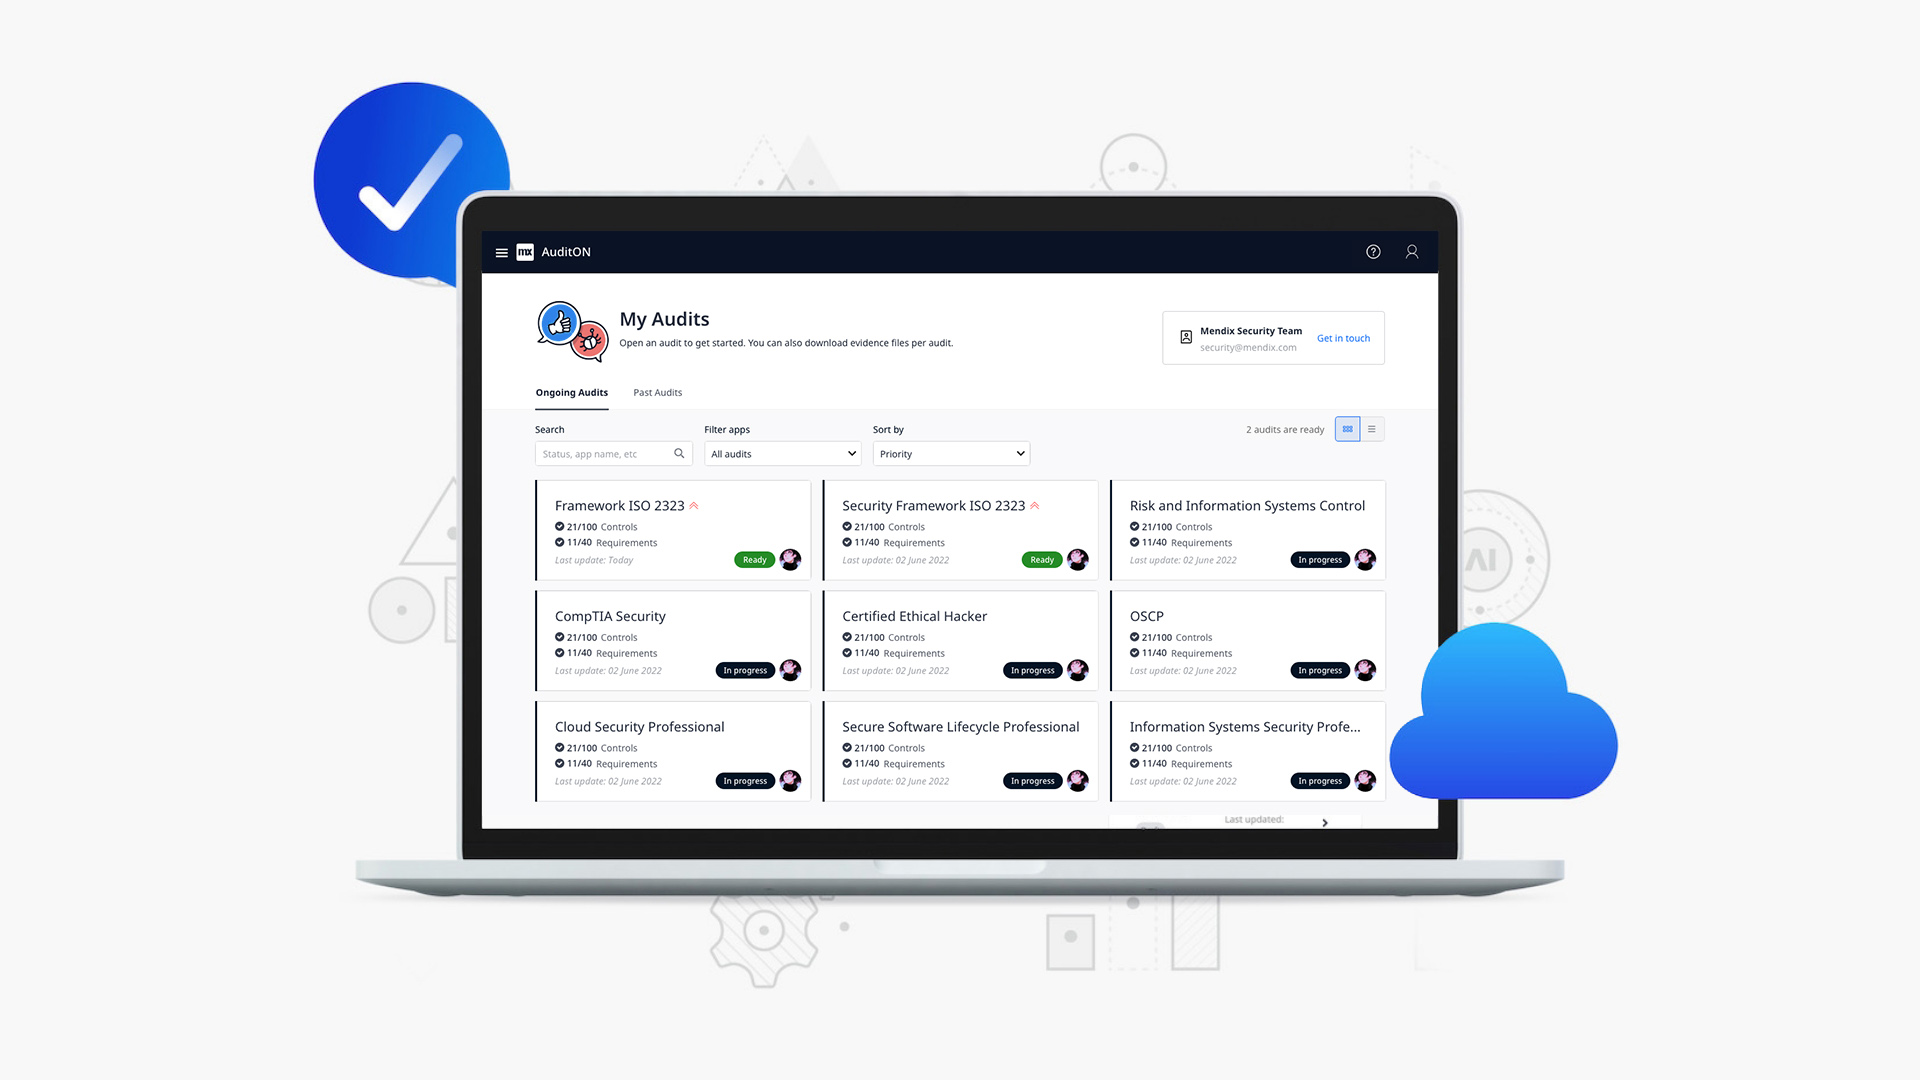 mx AuditON
My Audits
Open an audit to get started. You can also download evidence files per audit.
Mendix Security Team
security@mendix.com
Get in touch
Ongoing Audits Past Audits
Search Filter apps Sort by
2 audits are ready
Status, app name, etc All audits Priority
Framework ISO 2323
21/100 Controls
11/40 Requirements
Last update: Today
Ready
Security Framework ISO 2323
21/100 Controls
11/40 Requirements
Last update: 02 June 2022
Ready
Risk and Information Systems Control
21/100 Controls
11/40 Requirements
Last update: 02 June 2022
In progress
CompTIA Security
21/100 Controls
11/40 Requirements
Last update: 02 June 2022
In progress
Certified Ethical Hacker
21/100 Controls
11/40 Requirements
Last update: 02 June 2022
In progress
OSCP
21/100 Controls
11/40 Requirements
Last update: 02 June 2022
In progress
Cloud Security Professional
21/100 Controls
11/40 Requirements
Last update: 02 June 2022
In progress
Secure Software Lifecycle Professional
21/100 Controls
11/40 Requirements
Last update: 02 June 2022
In progress
Information Systems Security Profe...
21/100 Controls
11/40 Requirements
Last update: 02 June 2022
In progress
Last updated:
AI